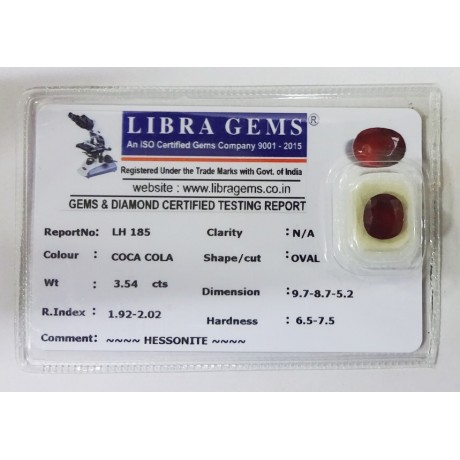 LIBRA GEMS ®
An ISO Certified Gems Company 9001 - 2015
Registered Under the Trade Marks with Govt. of India
website : www.libragems.co.in
GEMS & DIAMOND CERTIFIED TESTING REPORT
ReportNo: LH 185 Clarity : N/A
Colour : COCA COLA Shape/cut : OVAL
Wt : 3.54 cts Dimension : 9.7-8.7-5.2
R.Index : 1.92-2.02 Hardness : 6.5-7.5
Comment: ~~~~ HESSONITE ~~~~